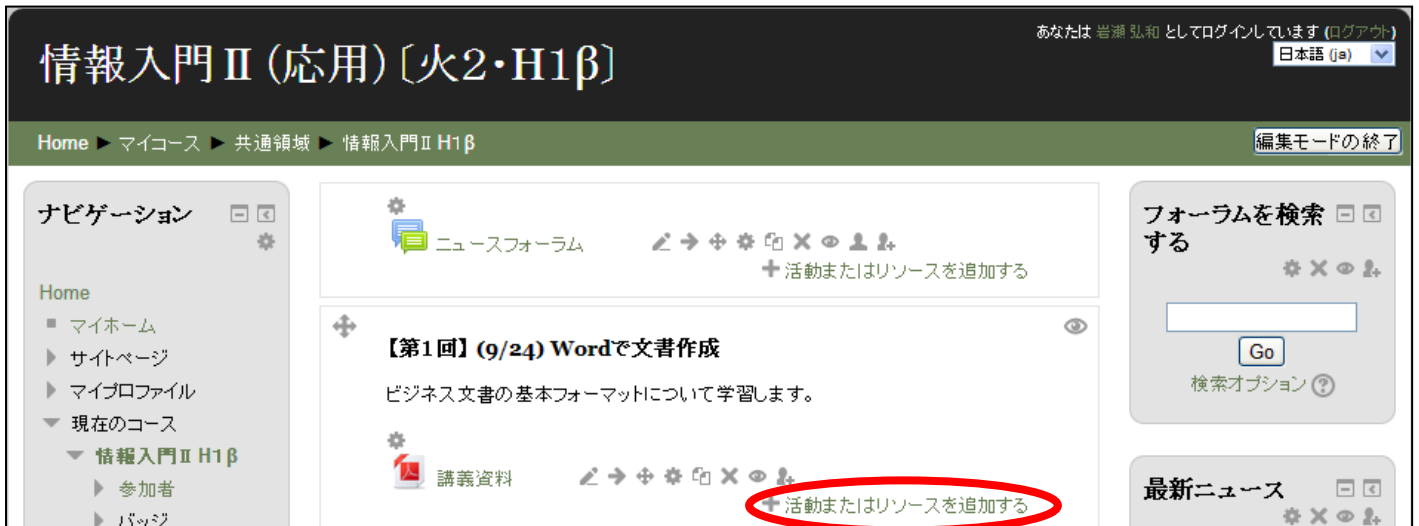 あなたは 岩瀬 弘和 としてログインしています (ログアウト)
日本語 (ja)
情報入門Ⅱ(応用)〔火2・H1β〕
Home ► マイコース ► 共通領域 ► 情報入門Ⅱ H1β
編集モードの終了
ナビゲーション
Home
マイホーム
サイトページ
マイプロファイル
現在のコース
情報入門Ⅱ H1β
参加者
バッジ
ニュースフォーラム
活動またはリソースを追加する
【第1回】(9/24) Wordで文書作成
ビジネス文書の基本フォーマットについて学習します。
講義資料
活動またはリソースを追加する
フォーラムを検索
する
Go
検索オプション
最新ニュース